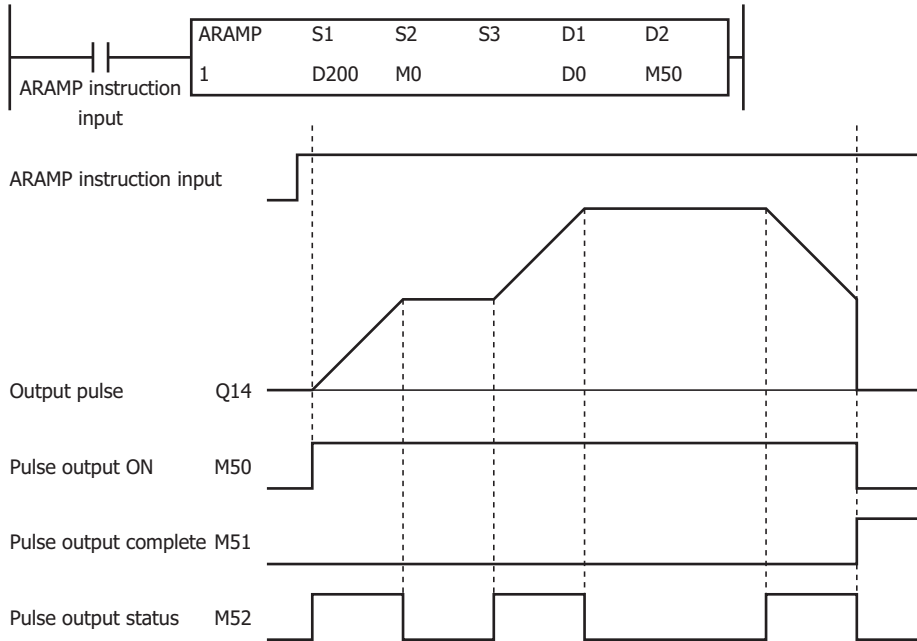 ARAMP S1 S2 S3 D1 D2
1 D200 M0 D0 M50
ARAMP instruction
input
ARAMP instruction input
Output pulse Q14
Pulse output ON M50
Pulse output complete M51
Pulse output status M52